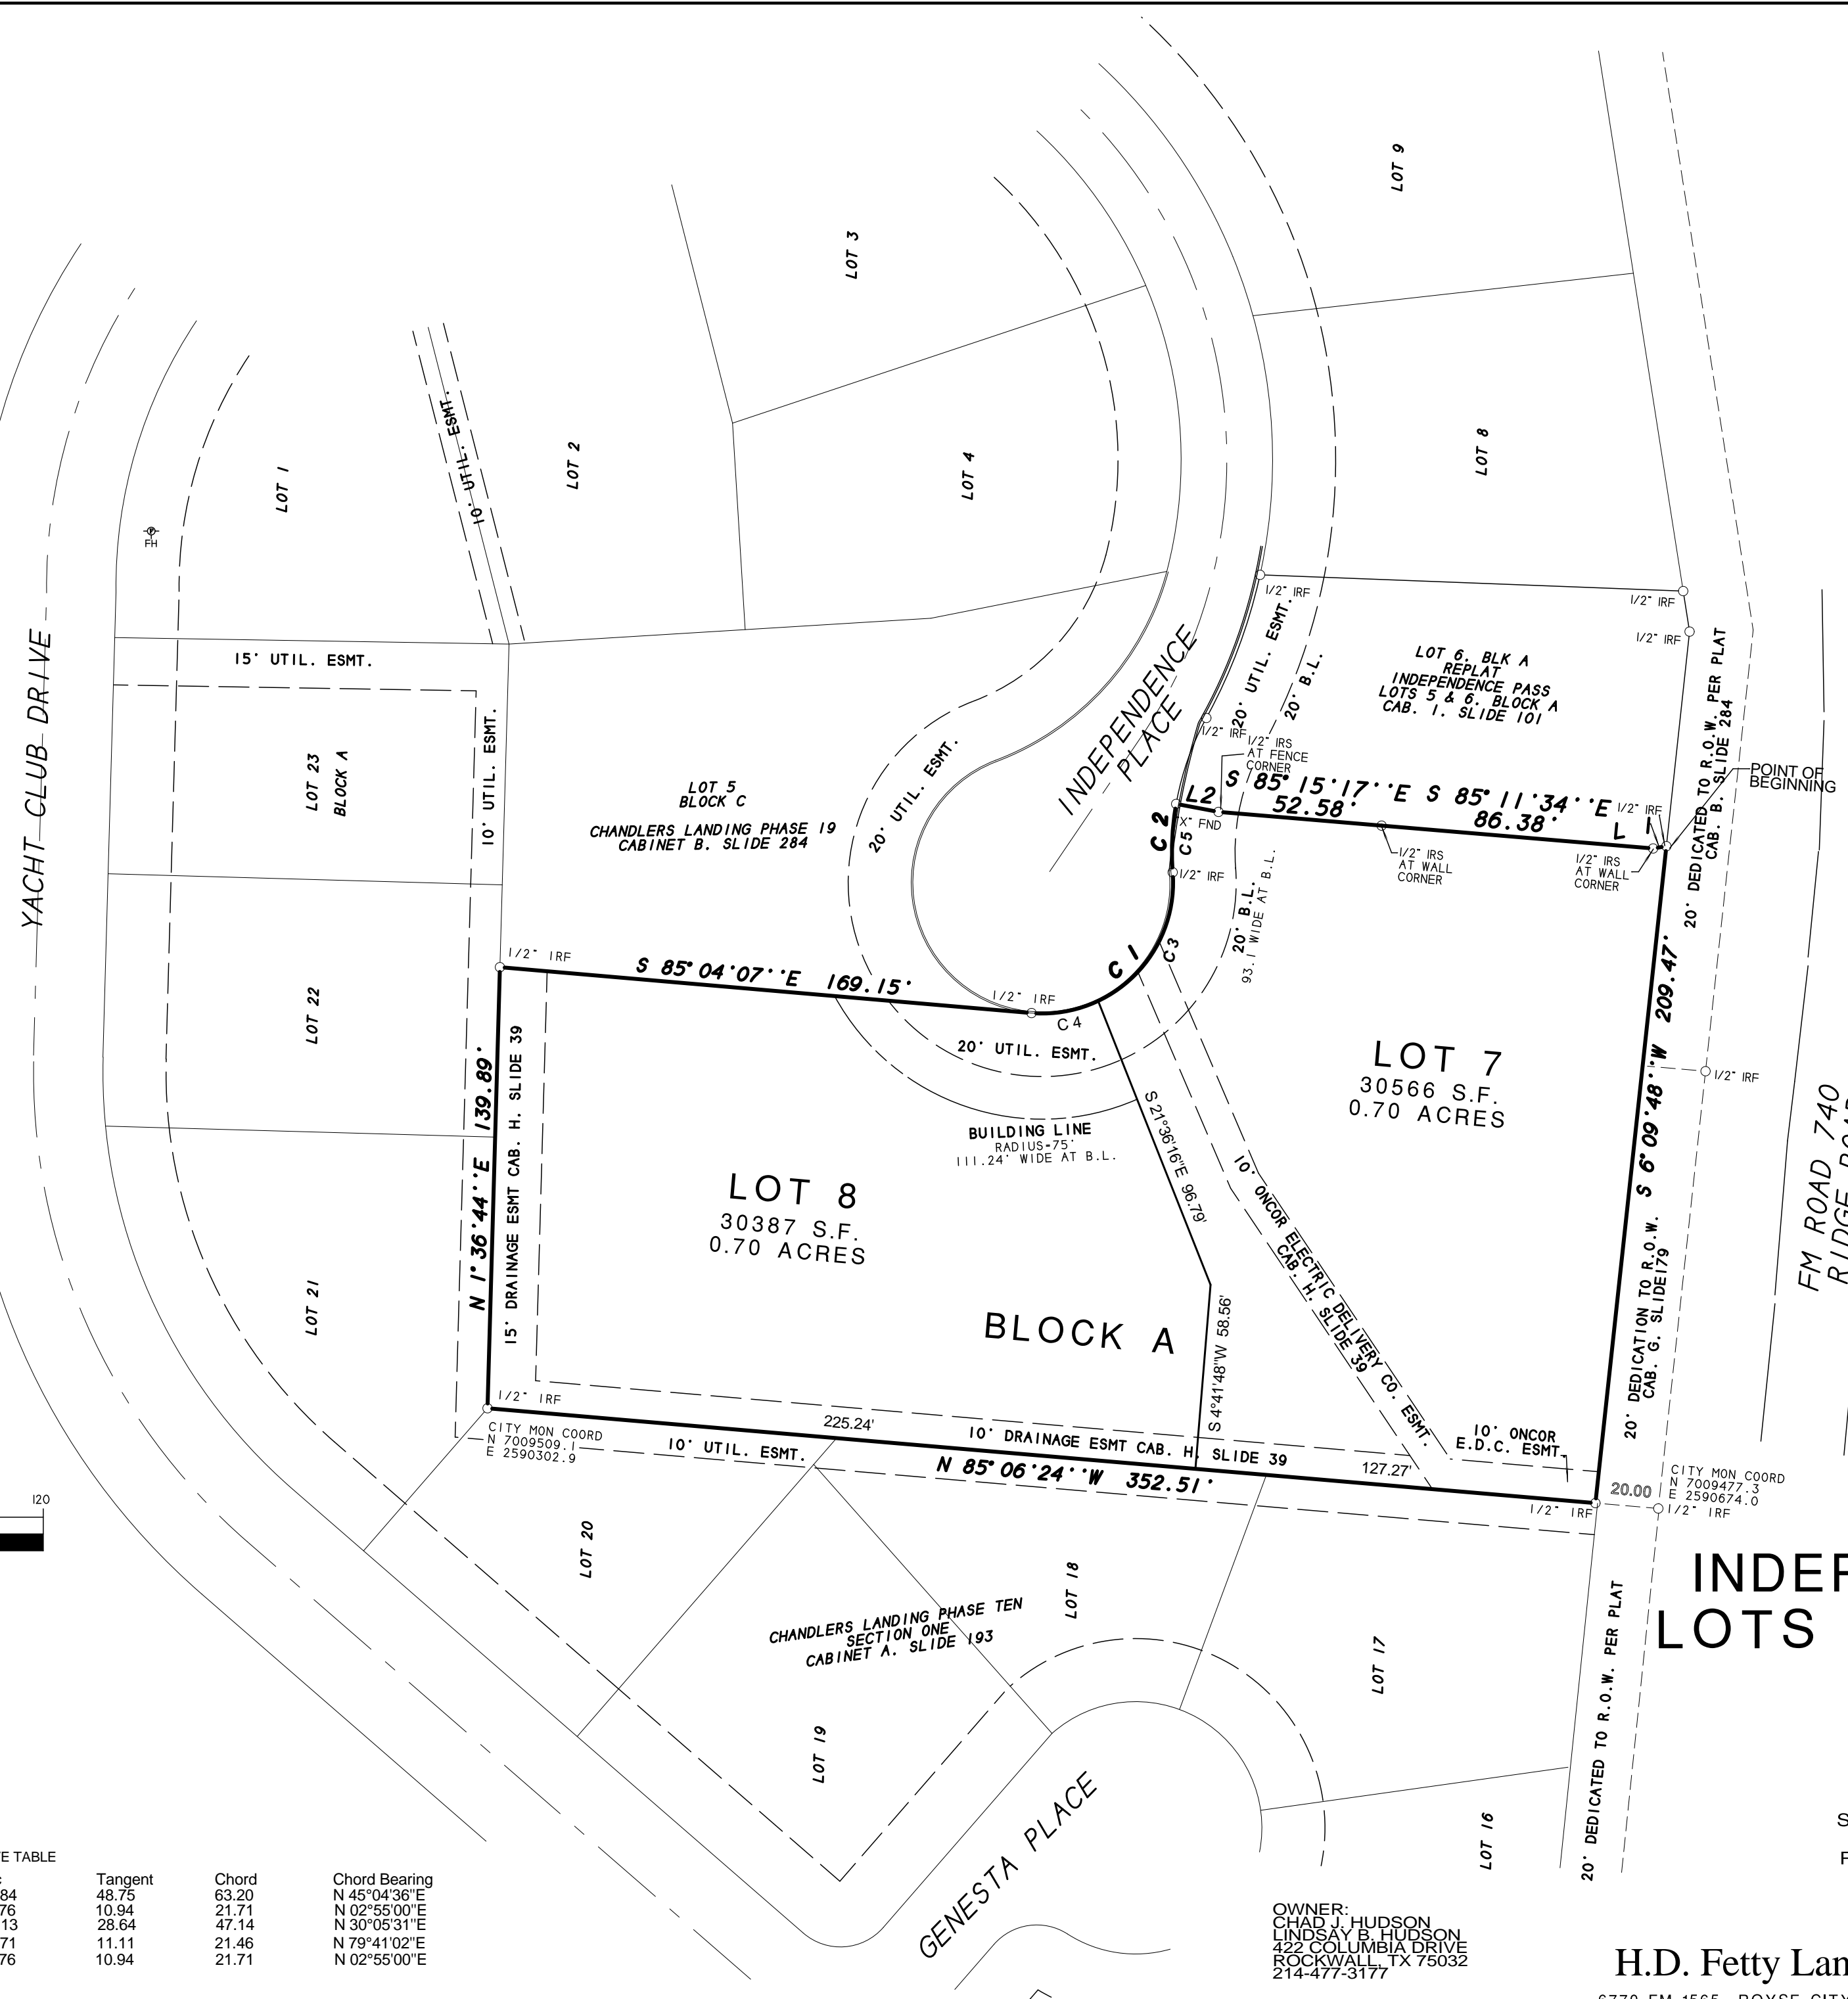 LOT 9
LOT 3
LOT 8
LOT 4
LOT 2
LOT 1
10' UTIL. ESMT.
FH
YACHT CLUB DRIVE
15' UTIL. ESMT.
10' UTIL. ESMT.
LOT 23
BLOCK A
LOT 22
LOT 21
LOT 5
BLOCK C
CHANDLERS LANDING PHASE 19
CABINET B. SLIDE 284
20' UTIL. ESMT.
INDEPENDENCE
PLACE
20' UTIL. ESMT.
20' B.L.
1/2" IRF
1/2" IRF
1/2" IRF
LOT 6. BLK A
REPLAT
INDEPENDENCE PASS
LOTS 5 & 6. BLOCK A
CAB. 1. SLIDE 101
20' DEDICATED TO R.O.W. PER PLAT
CAB. B. SLIDE 284
1/2" IRF
1/2" IRS
AT FENCE
CORNER
S 85°15'17''E
52.58'
S 85°11'34''E
86.38'
1/2" IRF
POINT OF
BEGINNING
L2
L 1
"X" FND
C 2
C5
1/2" IRF
1/2" IRS
AT WALL
CORNER
1/2" IRS
AT WALL
CORNER
20' B.L.
93.1 WIDE AT B.L.
C 1
C3
C4
1/2" IRF
S 85°04'07''E 169.15'
1/2" IRF
20' UTIL. ESMT.
BUILDING LINE
RADIUS=75'
111.24' WIDE AT B.L.
LOT 7
30566 S.F.
0.70 ACRES
S 6°09'48''W 209.47'
1/2" IRF
FM ROAD 740
N 1°36'44''E 139.89'
15' DRAINAGE ESMT CAB. H. SLIDE 39
LOT 8
30387 S.F.
0.70 ACRES
BLOCK A
S 21°36'16"E 96.79'
S 4°41'48"W 58.56'
10' ONCOR ELECTRIC DELIVERY CO. ESMT.
CAB. H. SLIDE 39
20' DEDICATION TO R.O.W.
CAB. G. SLIDE179
10' ONCOR
E.D.C. ESMT.
1/2" IRF
CITY MON COORD
N 7009509.1
E 2590302.9
225.24'
10' UTIL. ESMT.
10' DRAINAGE ESMT CAB. H. SLIDE 39
N 85°06'24''W 352.51'
127.27'
1/2" IRF
20.00
CITY MON COORD
N 7009477.3
E 2590674.0
1/2" IRF
120
LOT 20
LOT 18
LOT 17
LOT 19
LOT 16
CHANDLERS LANDING PHASE TEN
SECTION ONE
CABINET A. SLIDE 193
20' DEDICATED TO R.O.W. PER PLAT
LOTS
GENESTA PLACE
TABLE
Tangent Chord Chord Bearing
84 48.75 63.20 N 45°04'36"E
76 10.94 21.71 N 02°55'00"E
13 28.64 47.14 N 30°05'31"E
71 11.11 21.46 N 79°41'02"E
76 10.94 21.71 N 02°55'00"E
OWNER:
CHAD J. HUDSON
LINDSAY B. HUDSON
422 COLUMBIA DRIVE
ROCKWALL, TX 75032
214-477-3177
H.D. Fetty